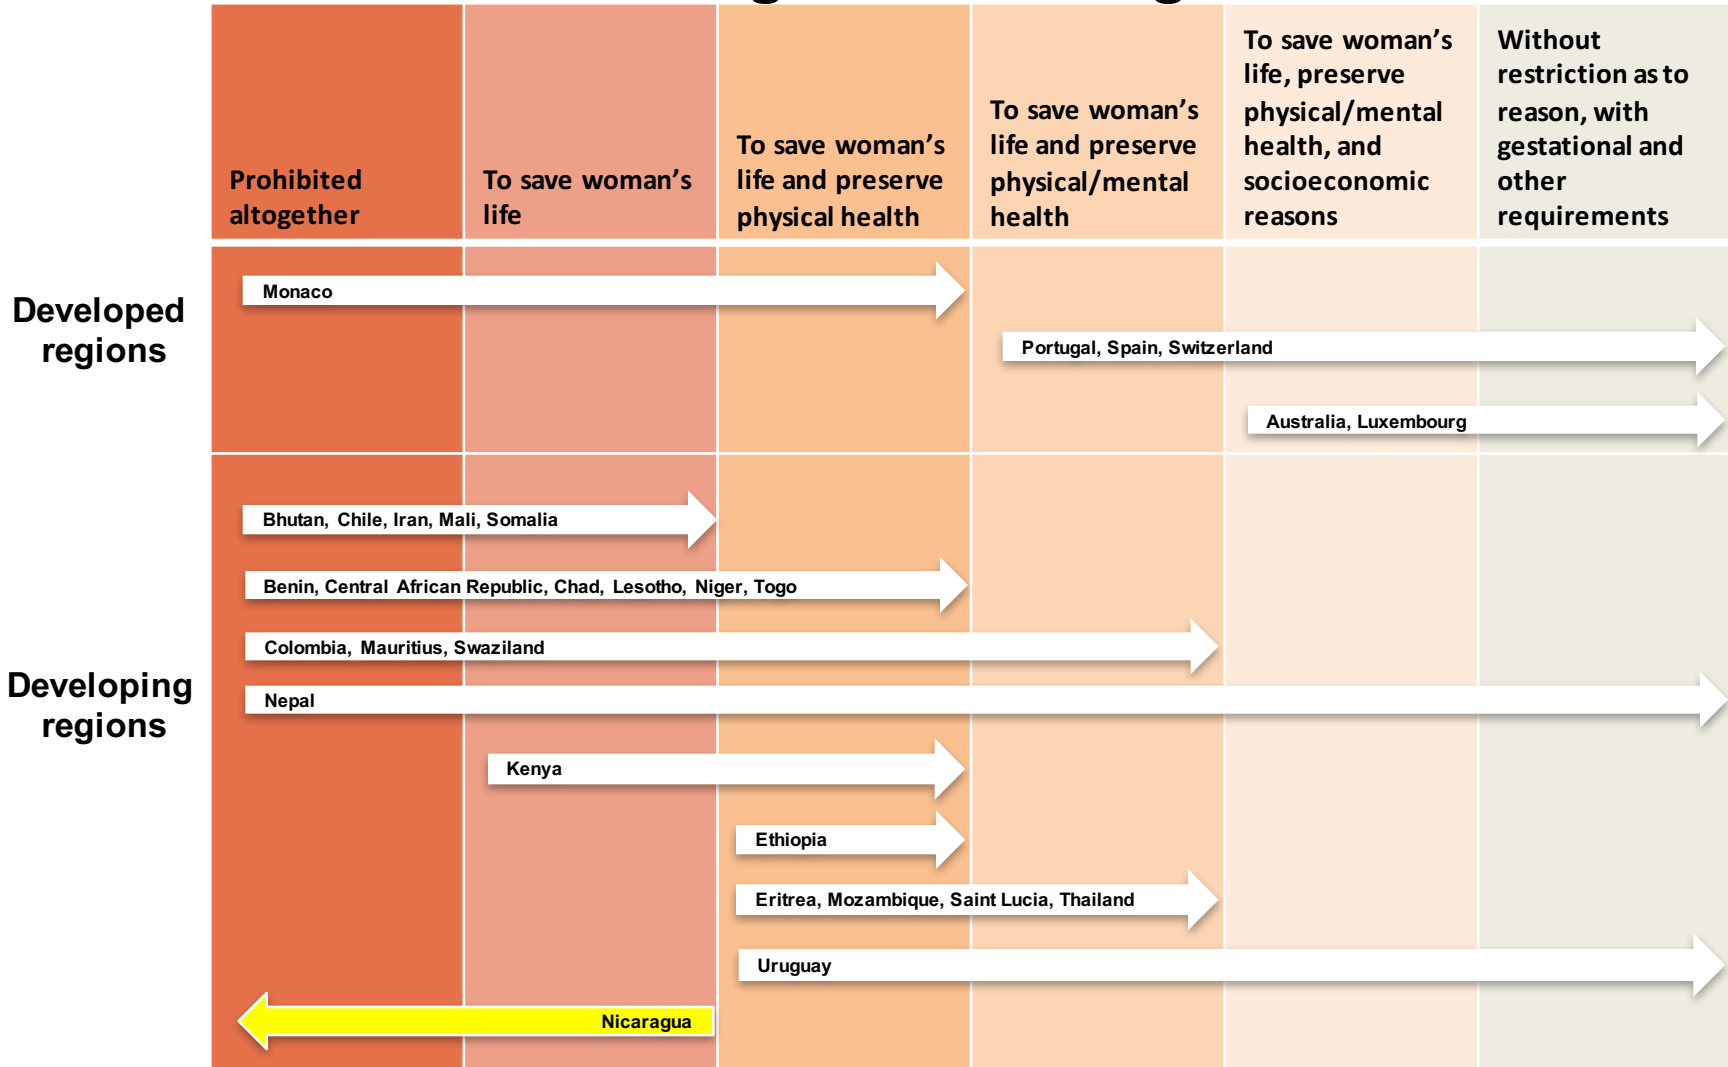 Prohibited
altogether
To save woman's
life
To save woman's
life and preserve
physical health
To save woman's
life and preserve
physical/mental
health
To save woman's
life, preserve
physical/mental
health, and
socioeconomic
reasons
Without
restriction as to
reason, with
gestational and
other
requirements
Developed
regions
Monaco
Portugal, Spain, Switzerland
Australia, Luxembourg
Developing
regions
Bhutan, Chile, Iran, Mali, Somalia
Benin, Central African Republic, Chad, Lesotho, Niger, Togo
Colombia, Mauritius, Swaziland
Nepal
Kenya
Ethiopia
Eritrea, Mozambique, Saint Lucia, Thailand
Uruguay
Nicaragua